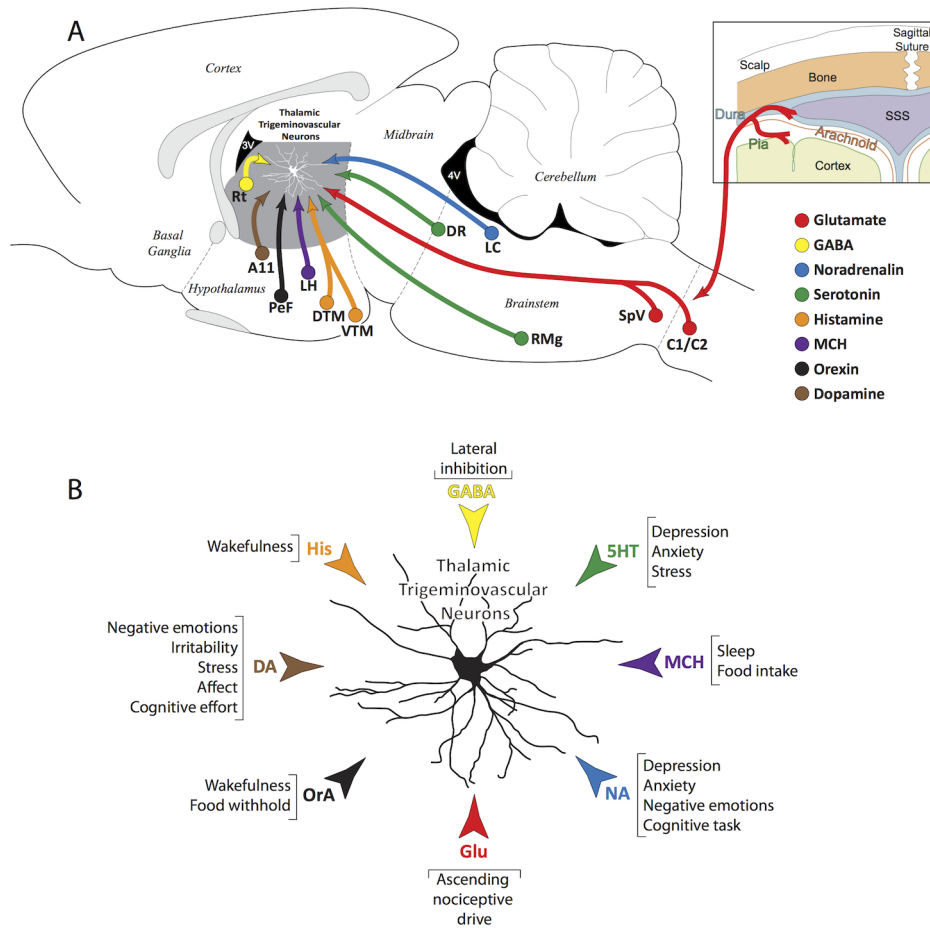 A
Cortex
Thalamic
Trigeminovascular
Neurons
3V
Midbrain
4V
Cerebellum
Rt
Basal
Ganglia
A11
Hypothalamus
PeF
LH
DTM
VTM
DR
LC
Brainstem
RMg
SpV
C1/C2
Sagittal
Suture
Scalp
Bone
Dura
SSS
Arachnoid
Pia
Cortex
Glutamate
GABA
Noradrenalin
Serotonin
Histamine
MCH
Orexin
Dopamine
B
Lateral
inhibition
GABA
Wakefulness
His
5HT
Depression
Anxiety
Stress
Thalamic
Trigeminovascular
Neurons
Negative emotions
Irritability
Stress
Affect
Cognitive effort
DA
MCH
Sleep
Food intake
Wakefulness
Food withhold
OrA
NA
Depression
Anxiety
Negative emotions
Cognitive task
Glu
Ascending
nociceptive
drive